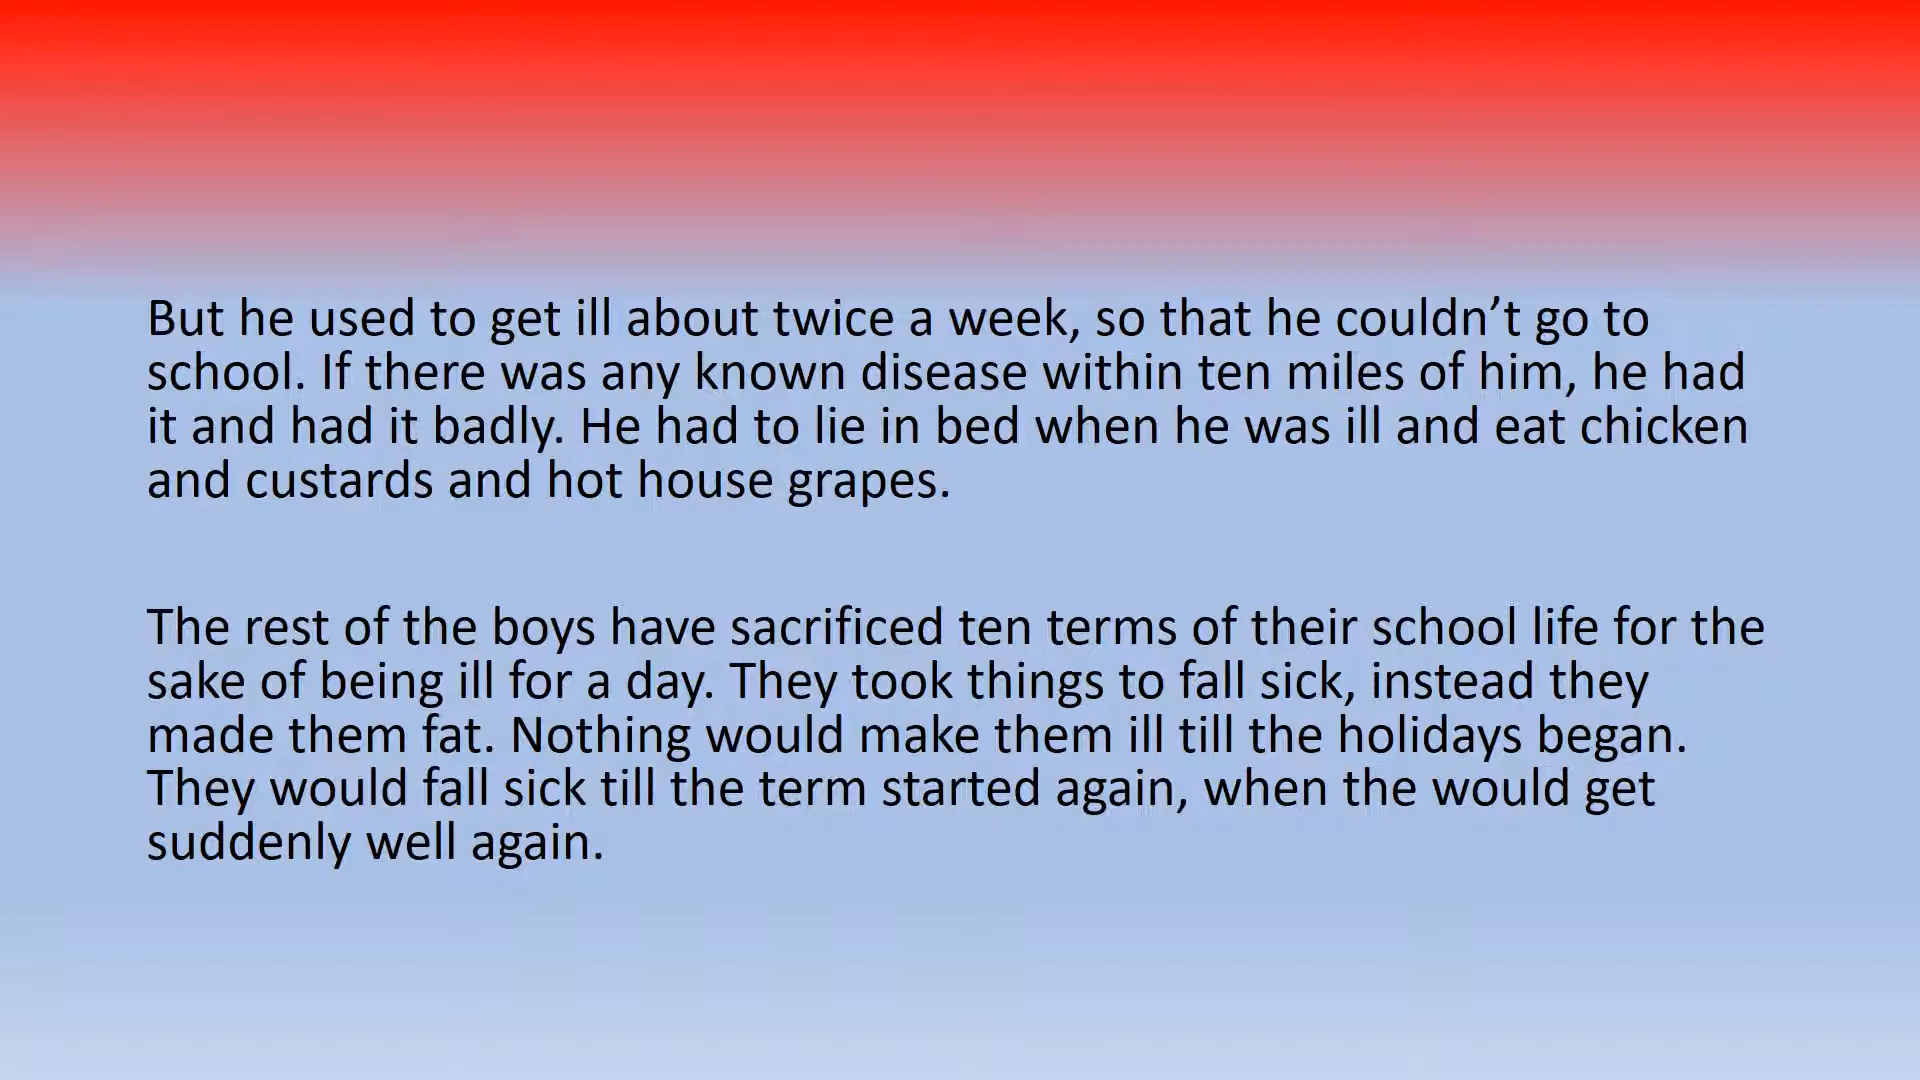 But he used to get ill about twice a week, so that he couldn’t go to
school. If there was any known disease within ten miles of him, he had
it and had it badly. He had to lie in bed when he was ill and eat chicken
and custards and hot house grapes.
The rest of the boys have sacrificed ten terms of their school life for the
sake of being ill for a day. They took things to fall sick, instead they
made them fat. Nothing would make them ill till the holidays began.
They would fall sick till the term started again, when the would get
suddenly well again.